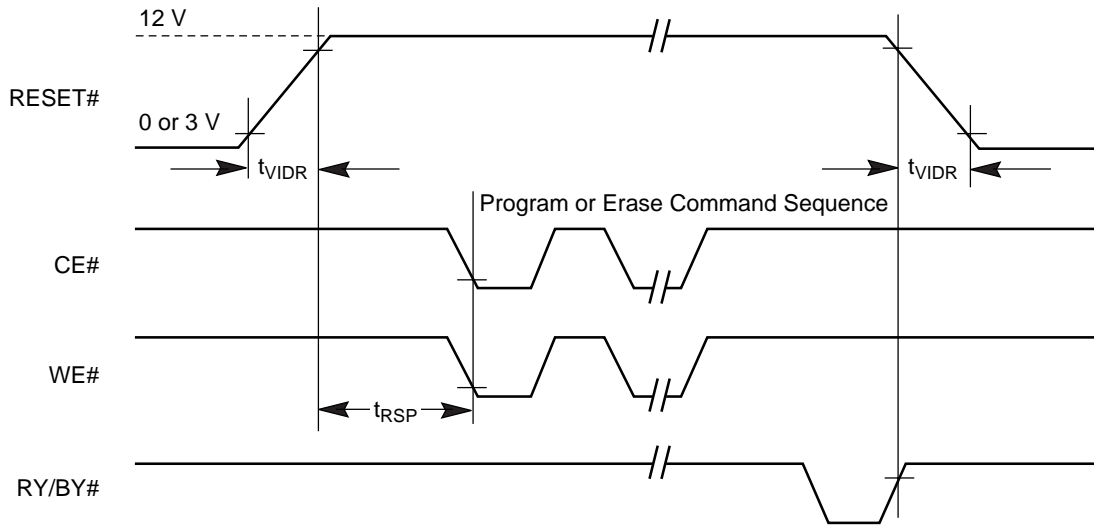 12 V
RESET#
0 or 3 V
tVIDR
tVIDR
Program or Erase Command Sequence
CE#
WE#
tRSP
RY/BY#